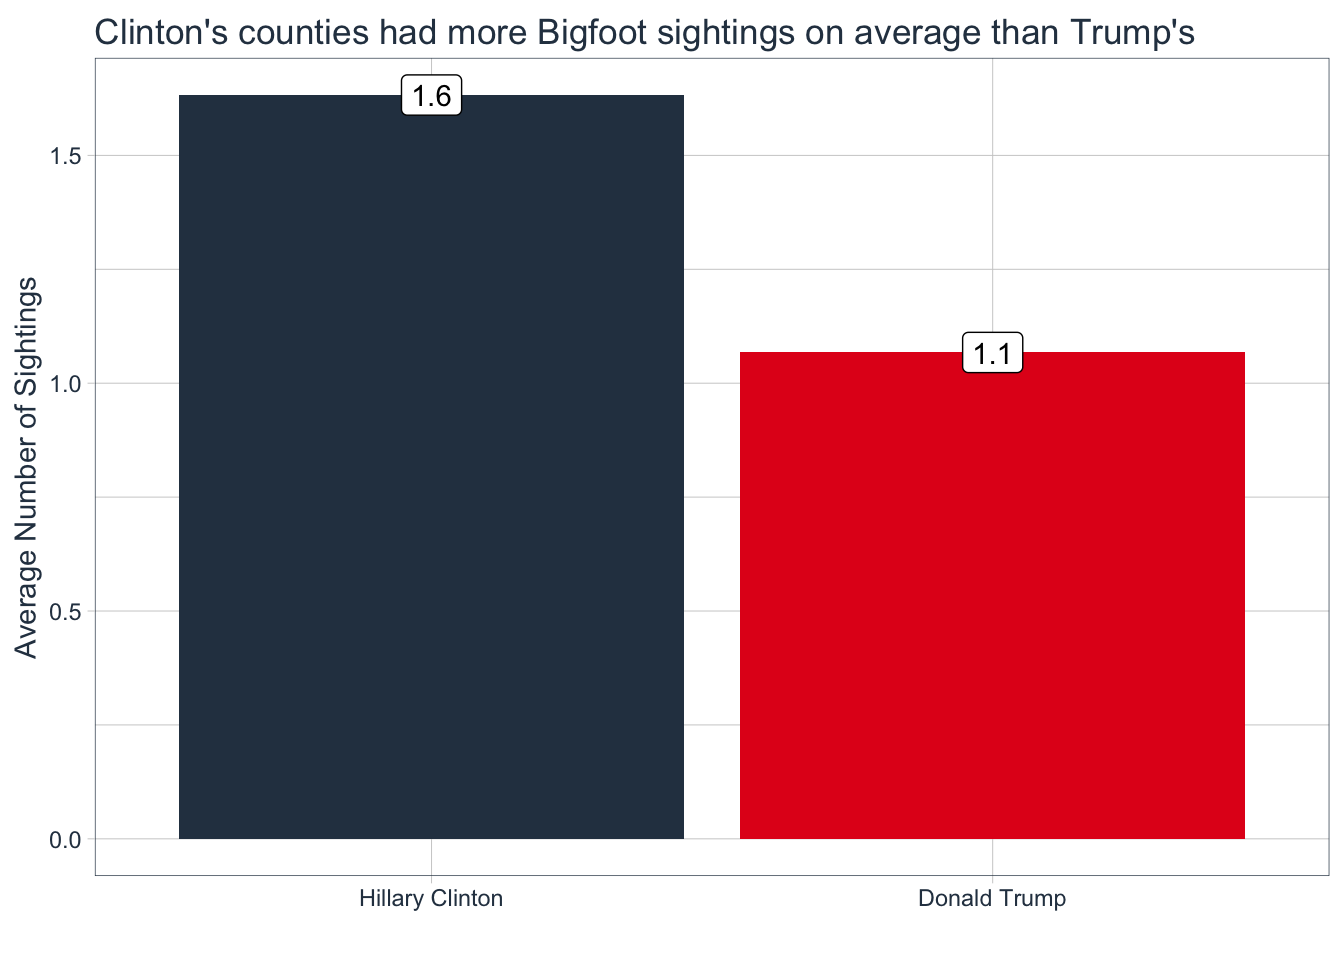 Clinton's counties had more Bigfoot sightings on average than Trump's
Average Number of Sightings
1.5
1.0
0.5
0.0
1.6
1.1
Hillary Clinton
Donald Trump